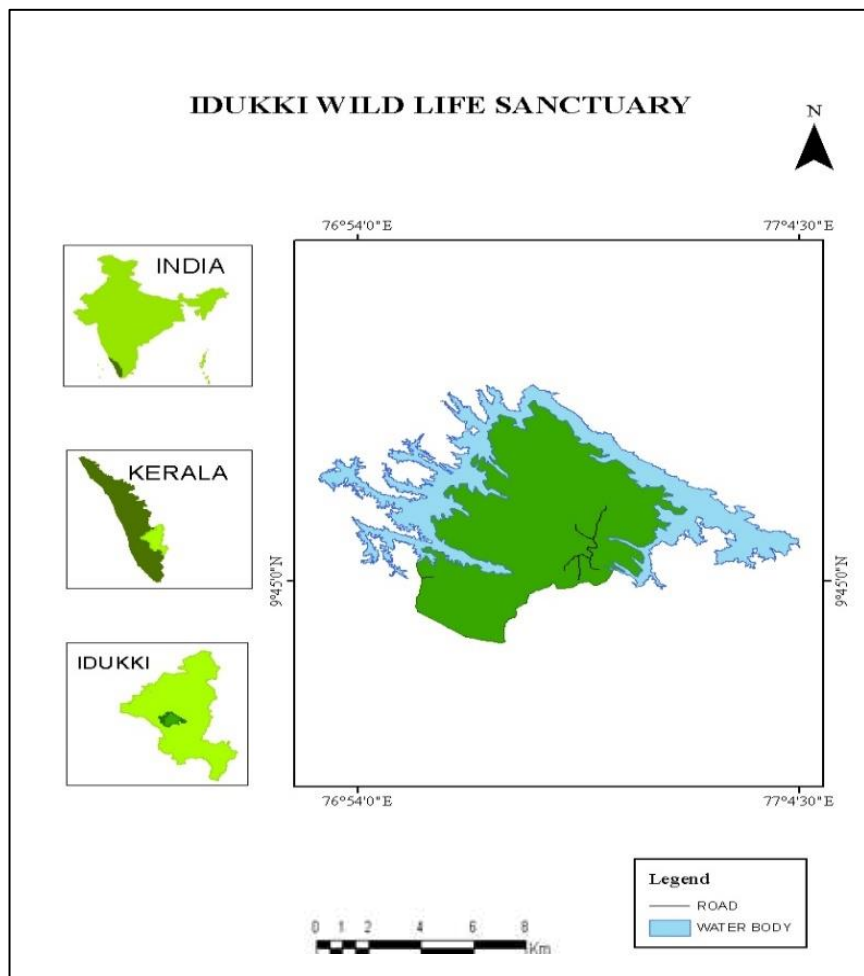 IDUKKI WILD LIFE SANCTUARY
N
76°54'0"E 77°4'30"E
INDIA
KERALA
IDUKKI
9°45'0"N 9°45'0"N
76°54'0"E 77°4'30"E
Legend
ROAD
WATER BODY
0 1 2 4 6 8
Km